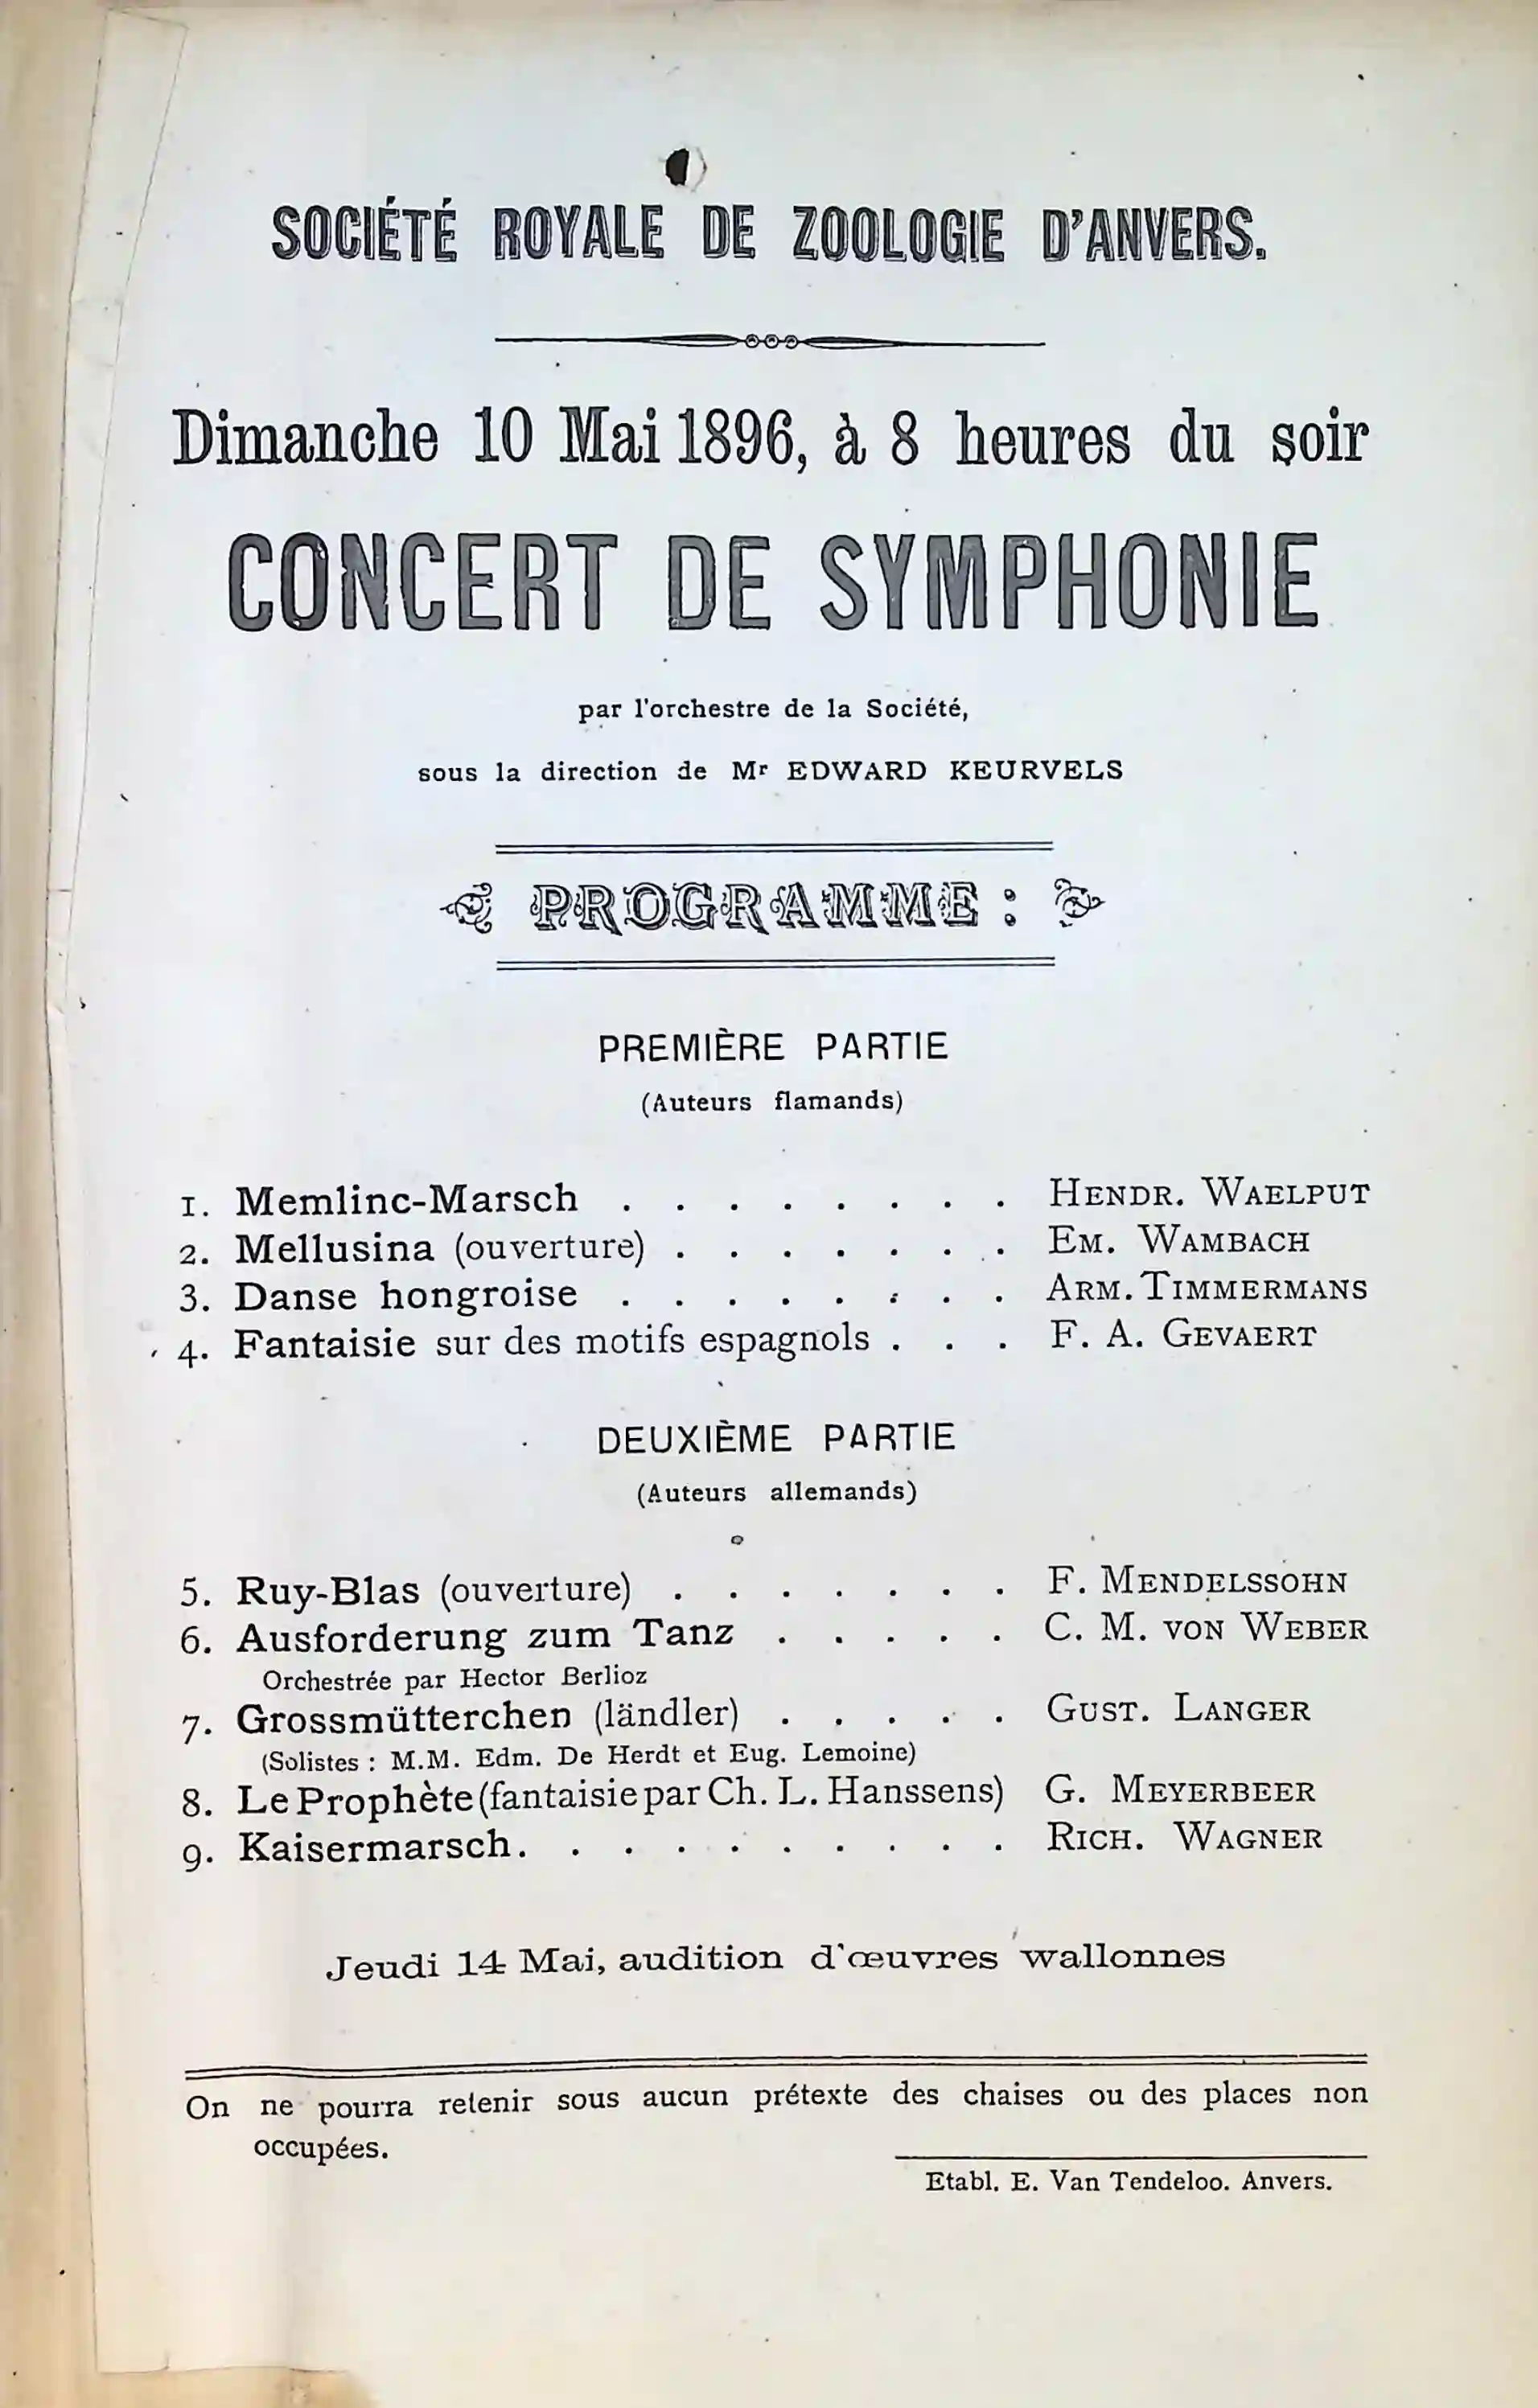 SOCIÉTÉ ROYALE DE ZOOLOGIE D'ANVERS.
Dimanche 10 Mai 1896, à 8 heures du soir
CONCERT DE SYMPHONIE
par l'orchestre de la Société,
sous la direction de Mr EDWARD KEURVELS
PROGRAMME :
PREMIÈRE PARTIE
(Auteurs flamands)
1. Memlinc-Marsch . . . . . . . . HENDR. WAELPUT
2. Mellusina (ouverture) . . . . . . . EM. WAMBACH
3. Danse hongroise . . . . . . . . ARM. TIMMERMANS
4. Fantaisie sur des motifs espagnols . . . F. A. GEVAERT
DEUXIÈME PARTIE
(Auteurs allemands)
5. Ruy-Blas (ouverture) . . . . . . . F. MENDELSSOHN
6. Ausforderung zum Tanz . . . . . C. M. VON WEBER
Orchestrée par Hector Berlioz
7. Grossmütterchen (ländler) . . . . . GUST. LANGER
(Solistes : M.M. Edm. De Herdt et Eug. Lemoine)
8. Le Prophète (fantaisie par Ch. L. Hanssens) G. MEYERBEER
9. Kaisermarsch. . . . . . . . . . RICH. WAGNER
Jeudi 14 Mai, audition d'œuvres wallonnes
On ne pourra retenir sous aucun prétexte des chaises ou des places non
occupées.
Etabl. E. Van Tendeloo. Anvers.